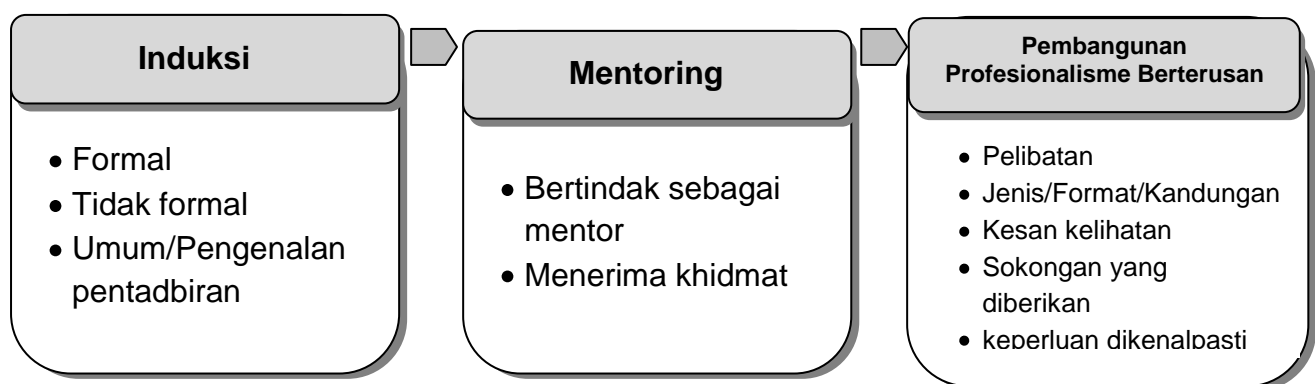 Induksi
• Formal
• Tidak formal
• Umum/Pengenalan
pentadbiran
Mentoring
• Bertindak sebagai
mentor
• Menerima khidmat
Pembangunan
Profesionalisme Berterusan
• Pelibatan
• Jenis/Format/Kandungan
• Kesan kelihatan
• Sokongan yang
diberikan
• keperluan dikenalpasti